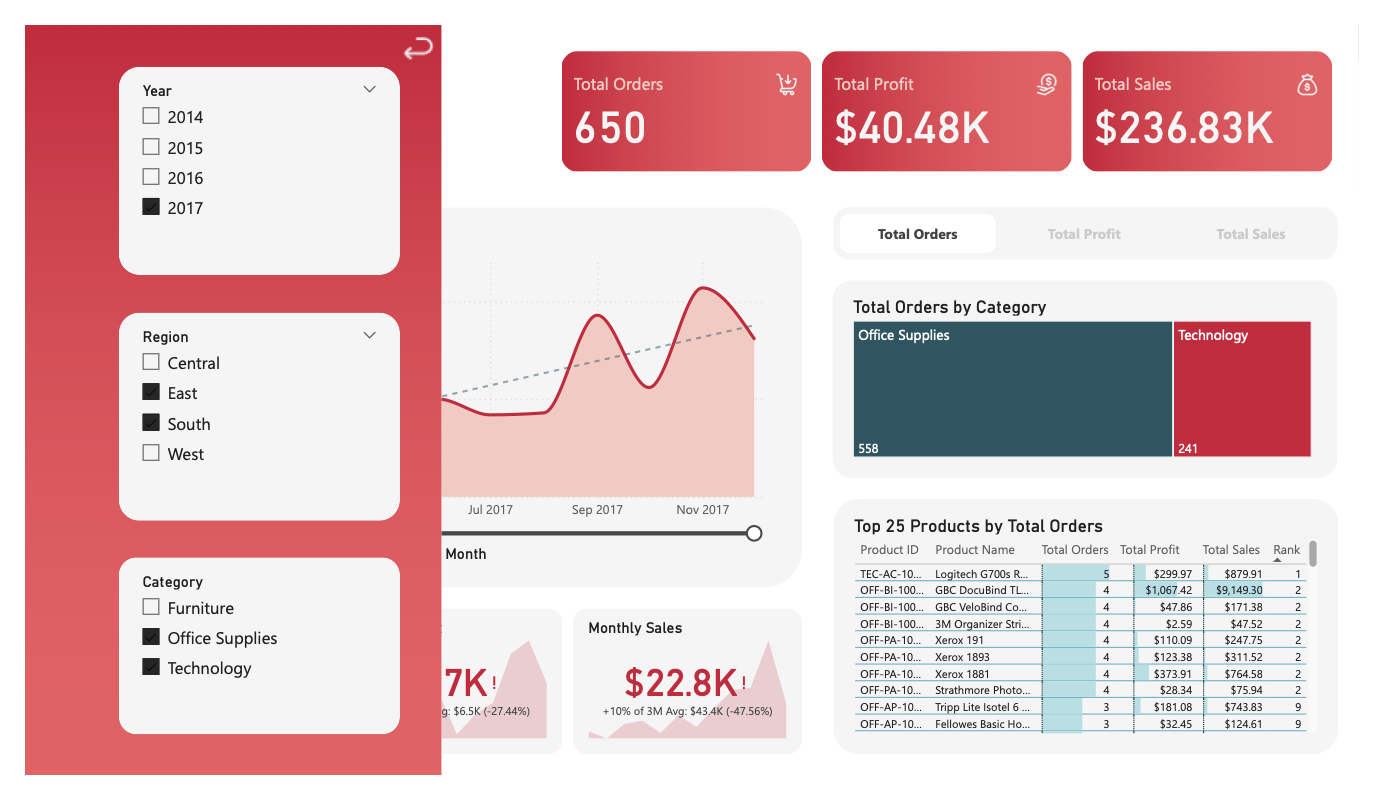 Year
2014
2015
2016
2017
Region
Central
East
South
West
Category
Furniture
Office Supplies
Technology
Total Orders
650
Total Profit
$40.48K
Total Sales
$236.83K
Jul 2017
Sep 2017
Nov 2017
Month
7K!
g: $6.5K (-27.44%)
Monthly Sales
$22.8K!
+10% of 3M Avg: $43.4K (-47.56%)
Total Orders Total Profit Total Sales
Total Orders by Category
Office Supplies
558
Technology
241
Top 25 Products by Total Orders
Product ID Product Name Total Orders Total Profit Total Sales Rank
TEC-AC-10... Logitech G700s R... 5 $299.97 $879.91 1
OFF-BI-100... GBC DocuBind TL... 4 $1,067.42 $9,149.30 2
OFF-BI-100... GBC VeloBind Co... 4 $47.86 $171.38 2
OFF-BI-100... 3M Organizer Stri... 4 $2.59 $47.52 2
OFF-PA-10... Xerox 191 4 $110.09 $247.75 2
OFF-PA-10... Xerox 1893 4 $123.38 $311.52 2
OFF-PA-10... Xerox 1881 4 $373.91 $764.58 2
OFF-PA-10... Strathmore Photo... 4 $28.34 $75.94 2
OFF-AP-10... Tripp Lite Isotel 6 ... 3 $181.08 $743.83 9
OFF-AP-10... Fellowes Basic Ho... 3 $32.45 $124.61 9